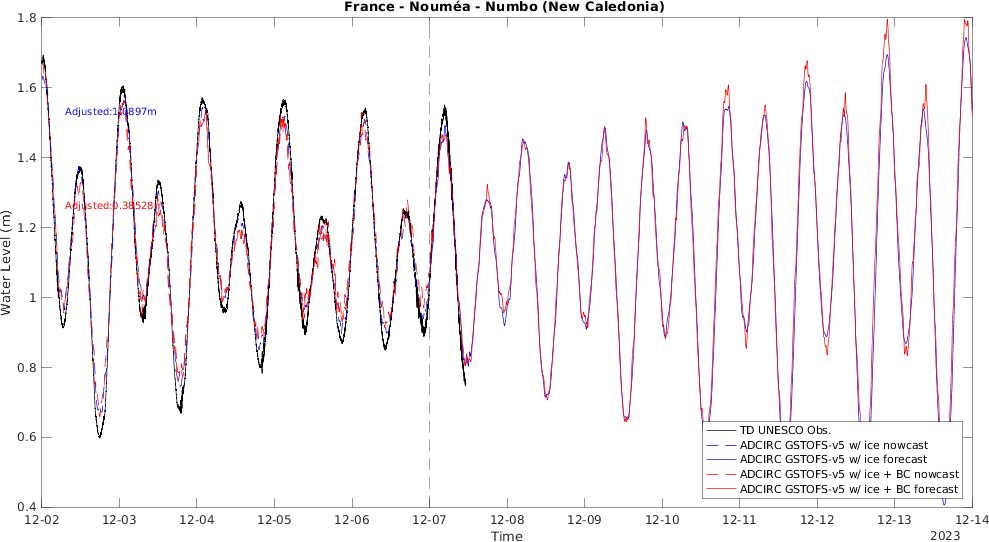 France - Nouméa - Numbo (New Caledonia)
1.8
1.6
1.4
1.2
1
0.8
0.6
0.4
Water Level (m)
Adjusted:1.0897m
Adjusted:0.38528
TD UNESCO Obs.
ADCIRC GSTOFS-v5 w/ ice nowcast
ADCIRC GSTOFS-v5 w/ ice forecast
ADCIRC GSTOFS-v5 w/ ice + BC nowcast
ADCIRC GSTOFS-v5 w/ ice + BC forecast
12-02 12-03 12-04 12-05 12-06 12-07 12-08 12-09 12-10 12-11 12-12 12-13 12-14
Time
2023